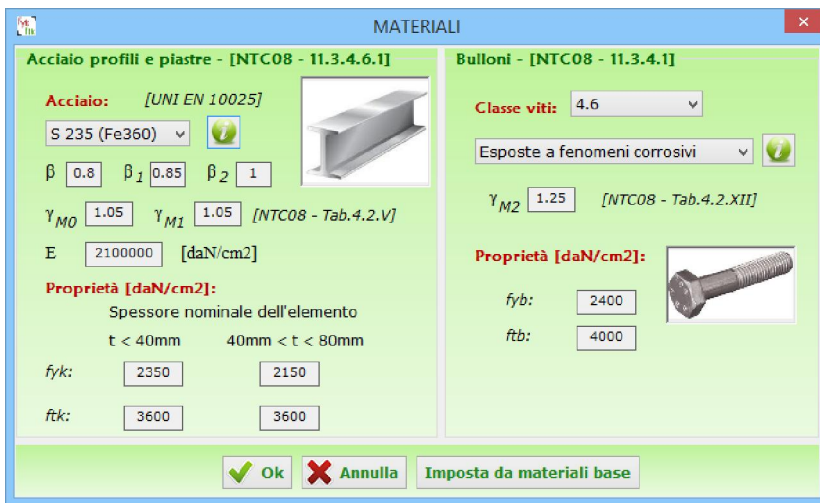 fyk
ftk
MATERIALI
Acciaio profili e piastre - [NTC08 - 11.3.4.6.1]
Acciaio: [UNI EN 10025]
S 235 (Fe360)
β 0.8 β1 0.85 β2 1
γM0 1.05 γM1 1.05 [NTC08 - Tab.4.2.V]
E 2100000 [daN/cm2]
Proprietà [daN/cm2]:
Spessore nominale dell'elemento
t < 40mm 40mm < t < 80mm
fyk: 2350 2150
ftk: 3600 3600
Bulloni - [NTC08 - 11.3.4.1]
Classe viti: 4.6
Esposte a fenomeni corrosivi
γM2 1.25 [NTC08 - Tab.4.2.XII]
Proprietà [daN/cm2]:
fyb: 2400
ftb: 4000
Ok Annulla Imposta da materiali base